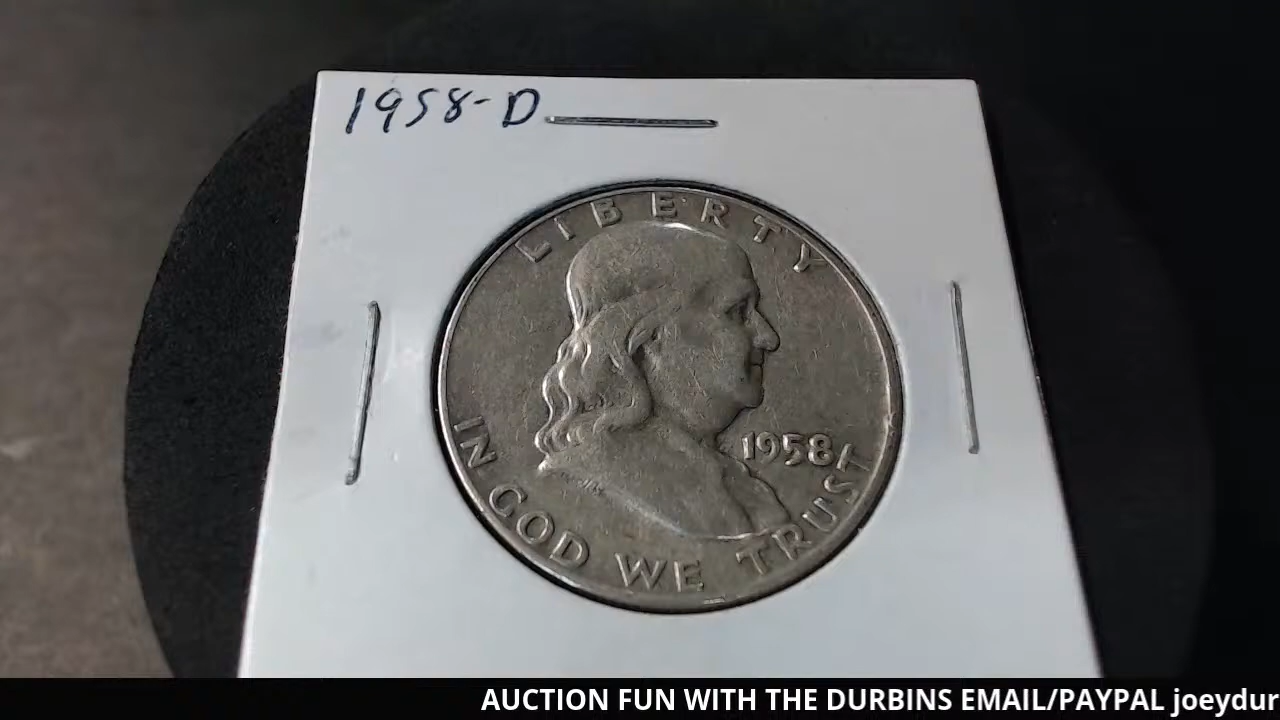 1958-D
LIBERTY
1958
IN GOD WE TRUST
AUCTION FUN WITH THE DURBINS EMAIL/PAYPAL joeydur